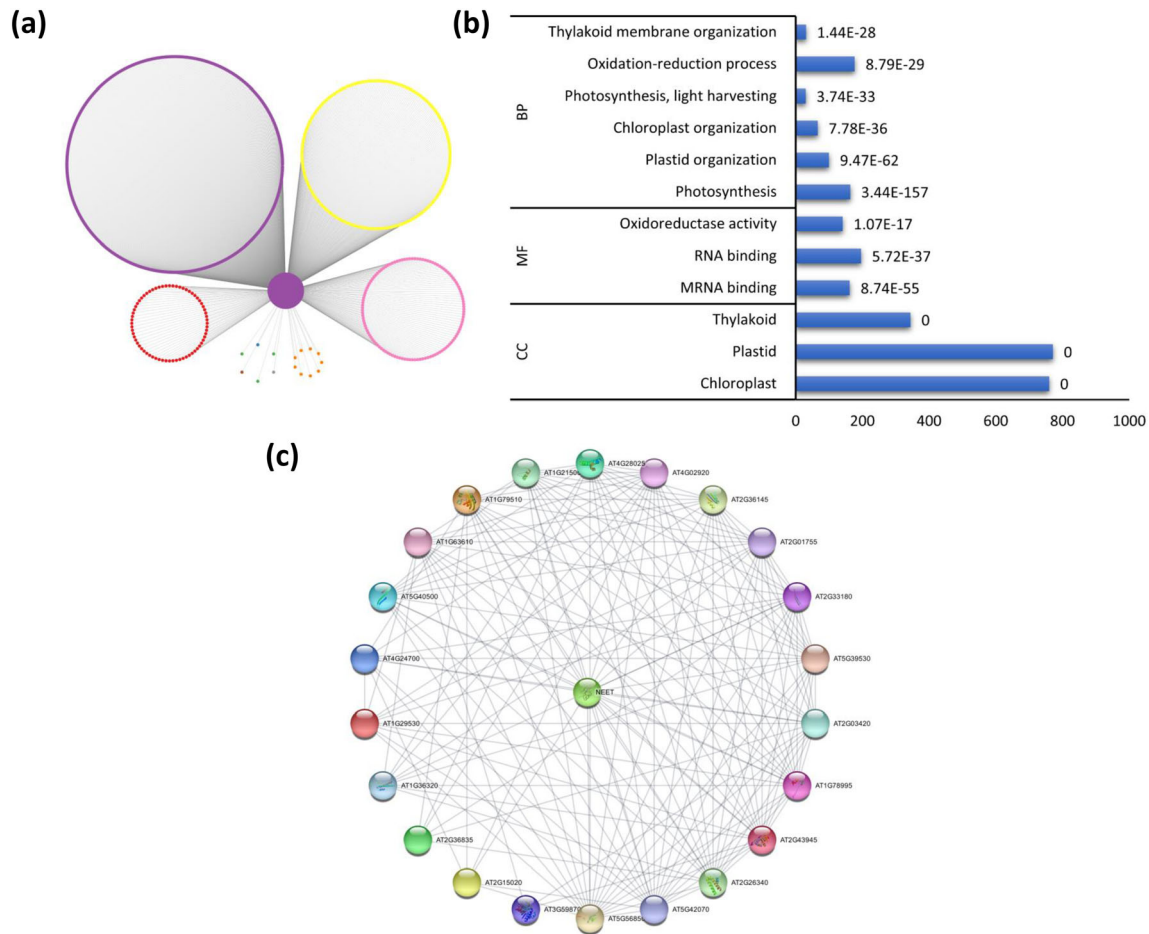 (a)
(b)
BP
Thylakoid membrane organization 1.44E-28
Oxidation-reduction process 8.79E-29
Photosynthesis, light harvesting 3.74E-33
Chloroplast organization 7.78E-36
Plastid organization 9.47E-62
Photosynthesis 3.44E-157
MF
Oxidoreductase activity 1.07E-17
RNA binding 5.72E-37
MRNA binding 8.74E-55
CC
Thylakoid 0
Plastid 0
Chloroplast 0
0 200 400 600 800 1000
(c)
AT4G28025
AT1G21500
AT4G02920
AT1G79510
AT2G36145
AT1G63610
AT2G01755
AT5G40500
AT2G33180
AT4G24700
AT5G39530
NEET
AT1G29530
AT2G03420
AT1G36320
AT1G78995
AT2G36835
AT2G43945
AT2G15020
AT2G26340
AT3G59870
AT5G56850
AT5G42070